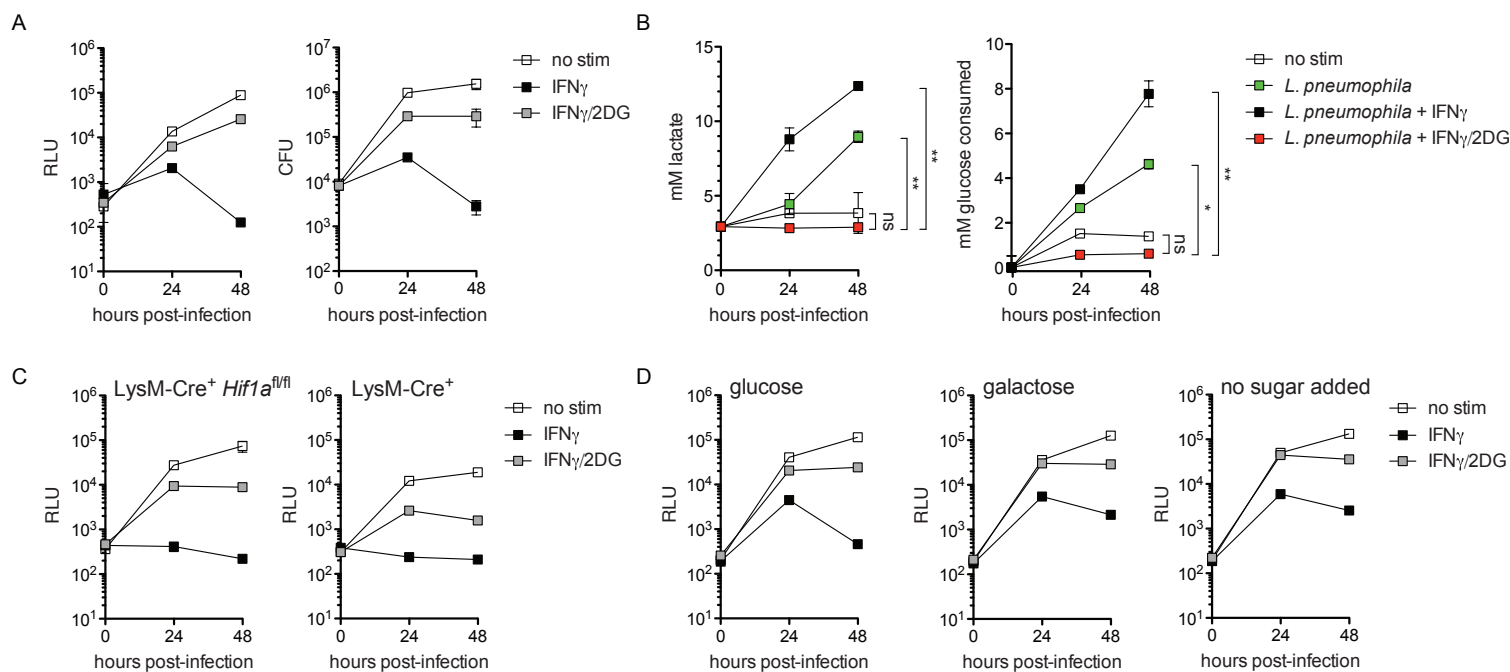 A
RLU
10⁶
10⁵
10⁴
10³
10²
10¹
0 24 48
hours post-infection
CFU
10⁷
10⁶
10⁵
10⁴
10³
10²
0 24 48
hours post-infection
no stim
IFNγ
IFNγ/2DG
B
mM lactate
15
10
5
0
0 24 48
hours post-infection
ns
**
**
mM glucose consumed
10
8
6
4
2
0
0 24 48
hours post-infection
ns
*
**
no stim
L. pneumophila
L. pneumophila + IFNγ
L. pneumophila + IFNγ/2DG
C
LysM-Cre⁺ Hif1a^fl/fl
RLU
10⁶
10⁵
10⁴
10³
10²
10¹
0 24 48
hours post-infection
LysM-Cre⁺
RLU
10⁶
10⁵
10⁴
10³
10²
10¹
0 24 48
hours post-infection
no stim
IFNγ
IFNγ/2DG
D
glucose
RLU
10⁶
10⁵
10⁴
10³
10²
10¹
0 24 48
hours post-infection
galactose
RLU
10⁶
10⁵
10⁴
10³
10²
10¹
0 24 48
hours post-infection
no sugar added
RLU
10⁶
10⁵
10⁴
10³
10²
10¹
0 24 48
hours post-infection
no stim
IFNγ
IFNγ/2DG